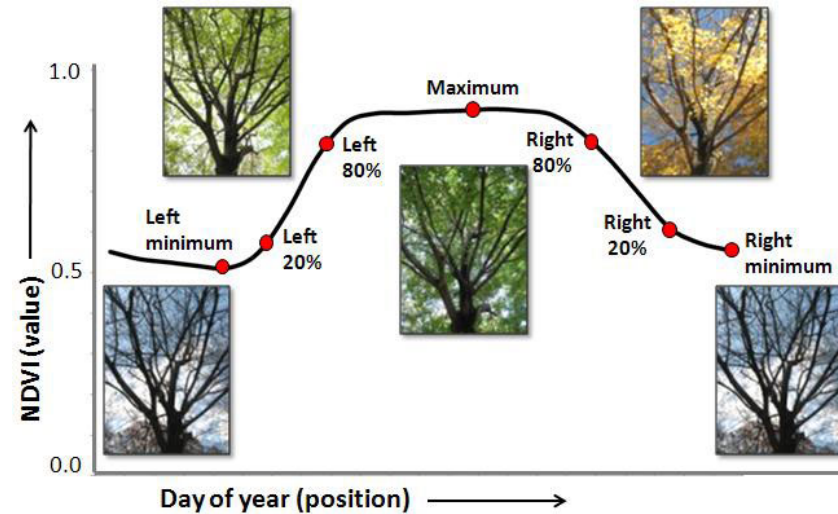 1.0
Maximum
Left
80%
Right
80%
Left
minimum
Left
20%
Right
20%
Right
minimum
0.5
NDVI (value)
0.0
Day of year (position)